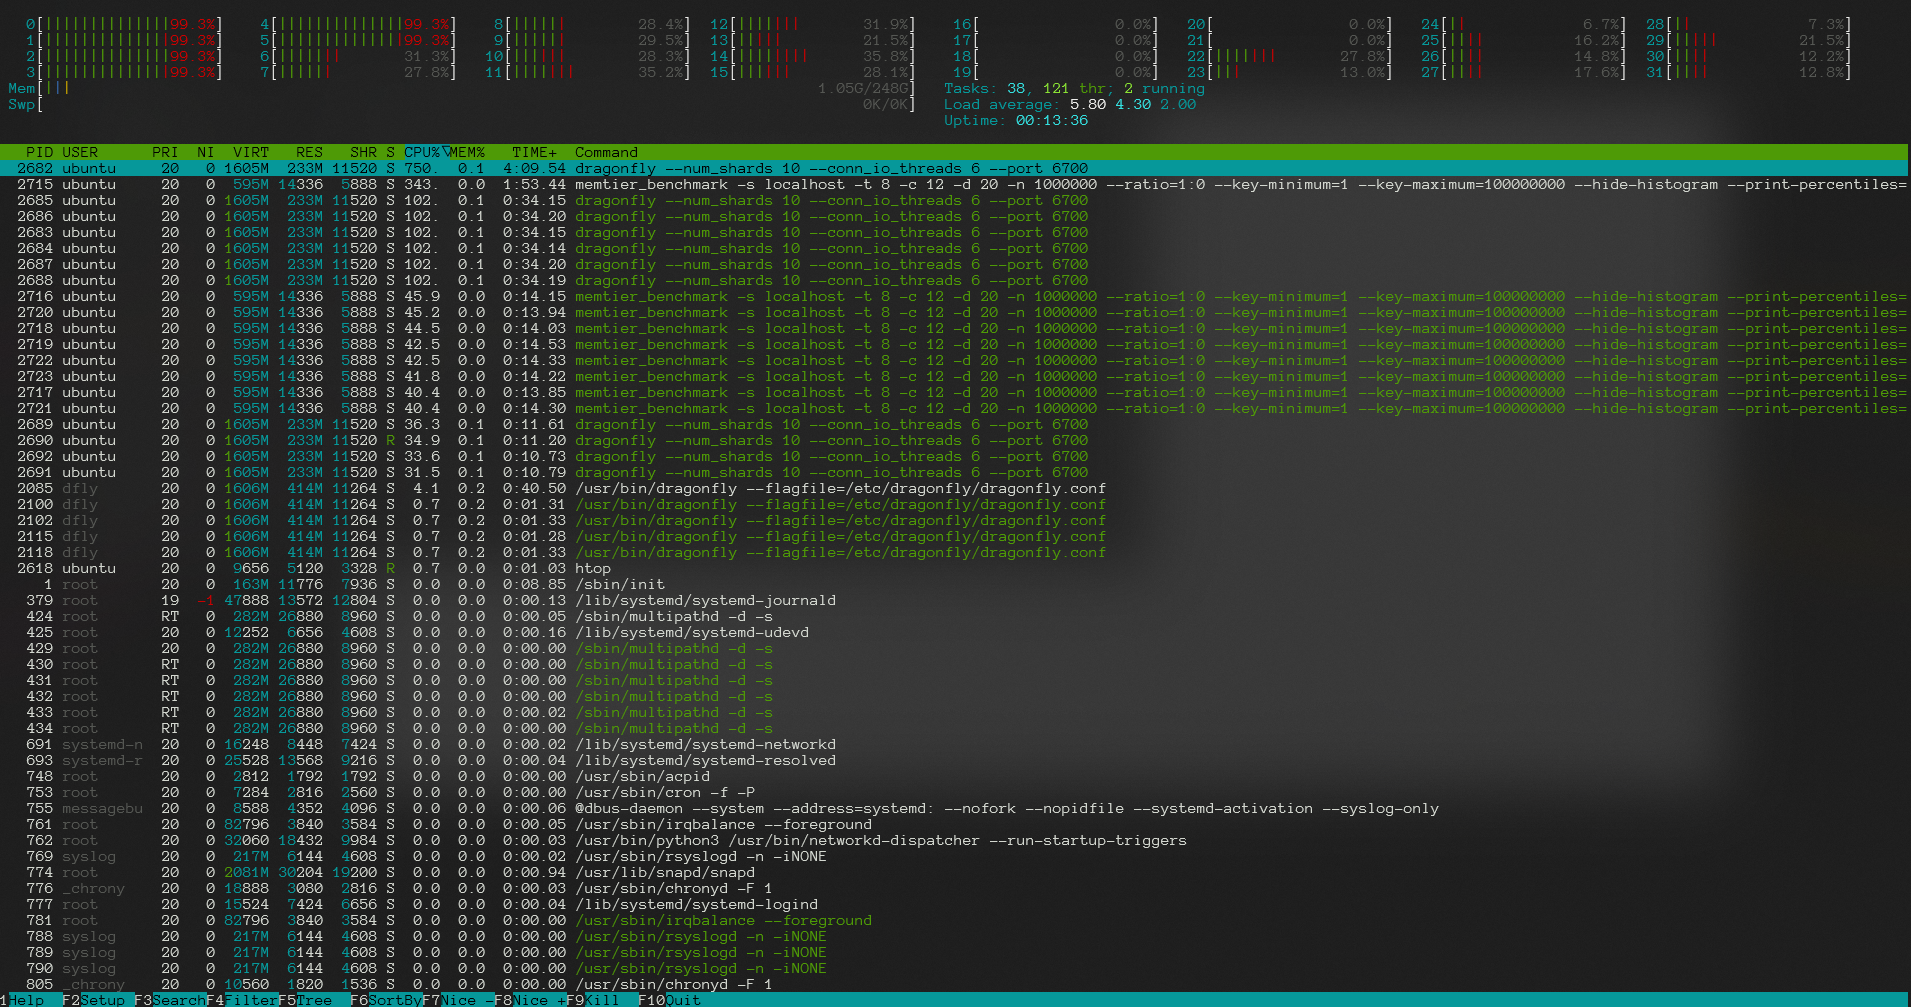 0[||||||||||||||99.3%] 4[||||||||||||||99.3%] 8[|||||| 28.4%] 12[||||||| 31.9%] 16[ 0.0%] 20[ 0.0%] 24[|| 6.7%] 28[|| 7.3%]
1[||||||||||||||99.3%] 5[||||||||||||||99.3%] 9[|||||| 29.5%] 13[||||| 21.5%] 17[ 0.0%] 21[ 0.0%] 25[|||| 16.2%] 29[||||| 21.5%]
2[||||||||||||||99.3%] 6[||||||| 31.3%] 10[|||||| 28.3%] 14[|||||||| 35.8%] 18[ 0.0%] 22[||||||| 27.8%] 26[|||| 14.8%] 30[||| 12.2%]
3[||||||||||||||99.3%] 7[|||||| 27.8%] 11[||||||| 35.2%] 15[|||||| 28.1%] 19[ 0.0%] 23[||| 13.0%] 27[|||| 17.6%] 31[||| 12.8%]
Mem[||| 1.05G/248G] Tasks: 38, 121 thr; 2 running
Swp[ 0K/0K] Load average: 5.80 4.30 2.00
Uptime: 00:13:36
PID USER PRI NI VIRT RES SHR S CPU%▽MEM% TIME+ Command
2682 ubuntu 20 0 1605M 233M 11520 S 750. 0.1 4:09.54 dragonfly --num_shards 10 --conn_io_threads 6 --port 6700
2715 ubuntu 20 0 595M 14336 5888 S 343. 0.0 1:53.44 memtier_benchmark -s localhost -t 8 -c 12 -d 20 -n 1000000 --ratio=1:0 --key-minimum=1 --key-maximum=100000000 --hide-histogram --print-percentiles=
2685 ubuntu 20 0 1605M 233M 11520 S 102. 0.1 0:34.15 dragonfly --num_shards 10 --conn_io_threads 6 --port 6700
2686 ubuntu 20 0 1605M 233M 11520 S 102. 0.1 0:34.20 dragonfly --num_shards 10 --conn_io_threads 6 --port 6700
2683 ubuntu 20 0 1605M 233M 11520 S 102. 0.1 0:34.15 dragonfly --num_shards 10 --conn_io_threads 6 --port 6700
2684 ubuntu 20 0 1605M 233M 11520 S 102. 0.1 0:34.14 dragonfly --num_shards 10 --conn_io_threads 6 --port 6700
2687 ubuntu 20 0 1605M 233M 11520 S 102. 0.1 0:34.20 dragonfly --num_shards 10 --conn_io_threads 6 --port 6700
2688 ubuntu 20 0 1605M 233M 11520 S 102. 0.1 0:34.19 dragonfly --num_shards 10 --conn_io_threads 6 --port 6700
2716 ubuntu 20 0 595M 14336 5888 S 45.9 0.0 0:14.15 memtier_benchmark -s localhost -t 8 -c 12 -d 20 -n 1000000 --ratio=1:0 --key-minimum=1 --key-maximum=100000000 --hide-histogram --print-percentiles=
2720 ubuntu 20 0 595M 14336 5888 S 45.2 0.0 0:13.94 memtier_benchmark -s localhost -t 8 -c 12 -d 20 -n 1000000 --ratio=1:0 --key-minimum=1 --key-maximum=100000000 --hide-histogram --print-percentiles=
2718 ubuntu 20 0 595M 14336 5888 S 44.5 0.0 0:14.03 memtier_benchmark -s localhost -t 8 -c 12 -d 20 -n 1000000 --ratio=1:0 --key-minimum=1 --key-maximum=100000000 --hide-histogram --print-percentiles=
2719 ubuntu 20 0 595M 14336 5888 S 42.5 0.0 0:14.53 memtier_benchmark -s localhost -t 8 -c 12 -d 20 -n 1000000 --ratio=1:0 --key-minimum=1 --key-maximum=100000000 --hide-histogram --print-percentiles=
2722 ubuntu 20 0 595M 14336 5888 S 42.5 0.0 0:14.33 memtier_benchmark -s localhost -t 8 -c 12 -d 20 -n 1000000 --ratio=1:0 --key-minimum=1 --key-maximum=100000000 --hide-histogram --print-percentiles=
2723 ubuntu 20 0 595M 14336 5888 S 41.8 0.0 0:14.22 memtier_benchmark -s localhost -t 8 -c 12 -d 20 -n 1000000 --ratio=1:0 --key-minimum=1 --key-maximum=100000000 --hide-histogram --print-percentiles=
2717 ubuntu 20 0 595M 14336 5888 S 40.4 0.0 0:13.85 memtier_benchmark -s localhost -t 8 -c 12 -d 20 -n 1000000 --ratio=1:0 --key-minimum=1 --key-maximum=100000000 --hide-histogram --print-percentiles=
2721 ubuntu 20 0 595M 14336 5888 S 40.4 0.0 0:14.30 memtier_benchmark -s localhost -t 8 -c 12 -d 20 -n 1000000 --ratio=1:0 --key-minimum=1 --key-maximum=100000000 --hide-histogram --print-percentiles=
2689 ubuntu 20 0 1605M 233M 11520 S 36.3 0.1 0:11.61 dragonfly --num_shards 10 --conn_io_threads 6 --port 6700
2690 ubuntu 20 0 1605M 233M 11520 R 34.9 0.1 0:11.20 dragonfly --num_shards 10 --conn_io_threads 6 --port 6700
2692 ubuntu 20 0 1605M 233M 11520 S 33.6 0.1 0:10.73 dragonfly --num_shards 10 --conn_io_threads 6 --port 6700
2691 ubuntu 20 0 1605M 233M 11520 S 31.5 0.1 0:10.79 dragonfly --num_shards 10 --conn_io_threads 6 --port 6700
2085 dfly 20 0 1606M 414M 11264 S 4.1 0.2 0:40.50 /usr/bin/dragonfly --flagfile=/etc/dragonfly/dragonfly.conf
2100 dfly 20 0 1606M 414M 11264 S 0.7 0.2 0:01.31 /usr/bin/dragonfly --flagfile=/etc/dragonfly/dragonfly.conf
2102 dfly 20 0 1606M 414M 11264 S 0.7 0.2 0:01.33 /usr/bin/dragonfly --flagfile=/etc/dragonfly/dragonfly.conf
2115 dfly 20 0 1606M 414M 11264 S 0.7 0.2 0:01.28 /usr/bin/dragonfly --flagfile=/etc/dragonfly/dragonfly.conf
2118 dfly 20 0 1606M 414M 11264 S 0.7 0.2 0:01.33 /usr/bin/dragonfly --flagfile=/etc/dragonfly/dragonfly.conf
2618 ubuntu 20 0 9656 5120 3328 R 0.7 0.0 0:01.03 htop
1 root 20 0 163M 11776 7936 S 0.0 0.0 0:08.85 /sbin/init
379 root 19 -1 47888 13572 12804 S 0.0 0.0 0:00.13 /lib/systemd/systemd-journald
424 root RT 0 282M 26880 8960 S 0.0 0.0 0:00.05 /sbin/multipathd -d -s
425 root 20 0 12252 6656 4608 S 0.0 0.0 0:00.16 /lib/systemd/systemd-udevd
429 root 20 0 282M 26880 8960 S 0.0 0.0 0:00.00 /sbin/multipathd -d -s
430 root RT 0 282M 26880 8960 S 0.0 0.0 0:00.00 /sbin/multipathd -d -s
431 root RT 0 282M 26880 8960 S 0.0 0.0 0:00.00 /sbin/multipathd -d -s
432 root RT 0 282M 26880 8960 S 0.0 0.0 0:00.00 /sbin/multipathd -d -s
433 root RT 0 282M 26880 8960 S 0.0 0.0 0:00.02 /sbin/multipathd -d -s
434 root RT 0 282M 26880 8960 S 0.0 0.0 0:00.00 /sbin/multipathd -d -s
691 systemd-n 20 0 16248 8448 7424 S 0.0 0.0 0:00.02 /lib/systemd/systemd-networkd
693 systemd-r 20 0 25528 13568 9216 S 0.0 0.0 0:00.04 /lib/systemd/systemd-resolved
748 root 20 0 2812 1792 1792 S 0.0 0.0 0:00.00 /usr/sbin/acpid
753 root 20 0 7284 2816 2560 S 0.0 0.0 0:00.00 /usr/sbin/cron -f -P
755 messagebu 20 0 8588 4352 4096 S 0.0 0.0 0:00.06 @dbus-daemon --system --address=systemd: --nofork --nopidfile --systemd-activation --syslog-only
761 root 20 0 82796 3840 3584 S 0.0 0.0 0:00.05 /usr/sbin/irqbalance --foreground
762 root 20 0 32060 18432 9984 S 0.0 0.0 0:00.03 /usr/bin/python3 /usr/bin/networkd-dispatcher --run-startup-triggers
769 syslog 20 0 217M 6144 4608 S 0.0 0.0 0:00.02 /usr/sbin/rsyslogd -n -iNONE
774 root 20 0 2081M 30204 19200 S 0.0 0.0 0:00.94 /usr/lib/snapd/snapd
776 _chrony 20 0 18888 3080 2816 S 0.0 0.0 0:00.03 /usr/sbin/chronyd -F 1
777 root 20 0 15524 7424 6656 S 0.0 0.0 0:00.04 /lib/systemd/systemd-logind
781 root 20 0 82796 3840 3584 S 0.0 0.0 0:00.00 /usr/sbin/irqbalance --foreground
788 syslog 20 0 217M 6144 4608 S 0.0 0.0 0:00.00 /usr/sbin/rsyslogd -n -iNONE
789 syslog 20 0 217M 6144 4608 S 0.0 0.0 0:00.00 /usr/sbin/rsyslogd -n -iNONE
790 syslog 20 0 217M 6144 4608 S 0.0 0.0 0:00.00 /usr/sbin/rsyslogd -n -iNONE
805 _chrony 20 0 10560 1820 1536 S 0.0 0.0 0:00.00 /usr/sbin/chronyd -F 1
1Help F2Setup F3SearchF4FilterF5Tree F6SortByF7Nice -F8Nice +F9Kill F10Quit